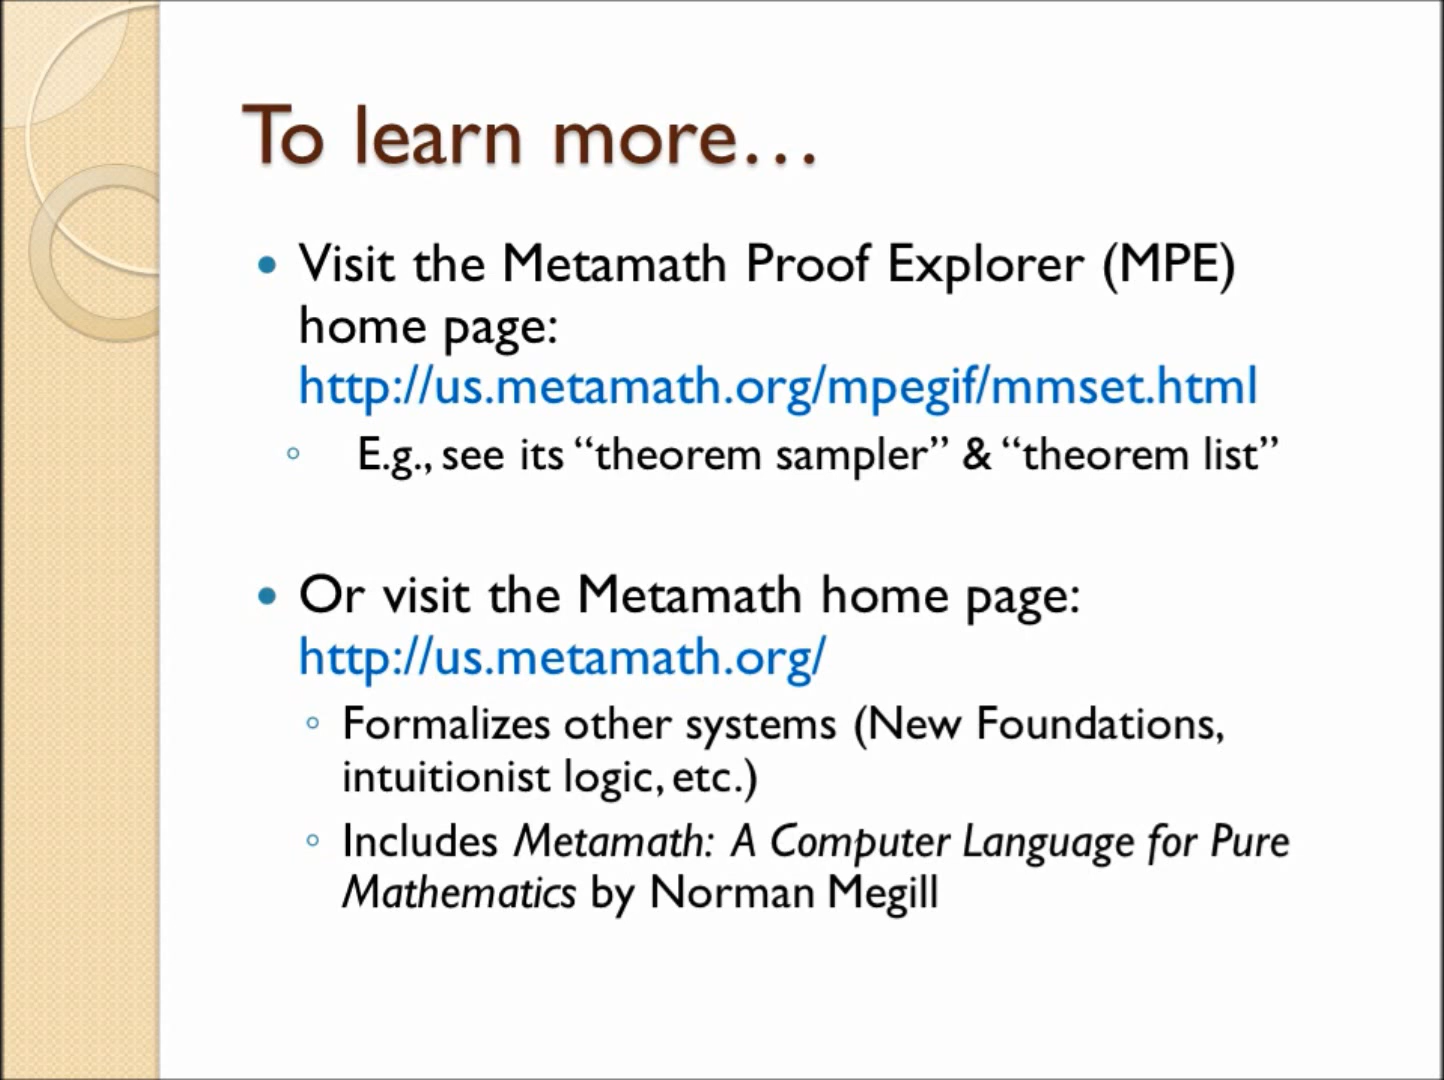 To learn more…
• Visit the Metamath Proof Explorer (MPE)
home page:
http://us.metamath.org/mpegif/mmset.html
◦ E.g., see its “theorem sampler” & “theorem list”
• Or visit the Metamath home page:
http://us.metamath.org/
◦ Formalizes other systems (New Foundations,
intuitionist logic, etc.)
◦ Includes Metamath: A Computer Language for Pure
Mathematics by Norman Megill